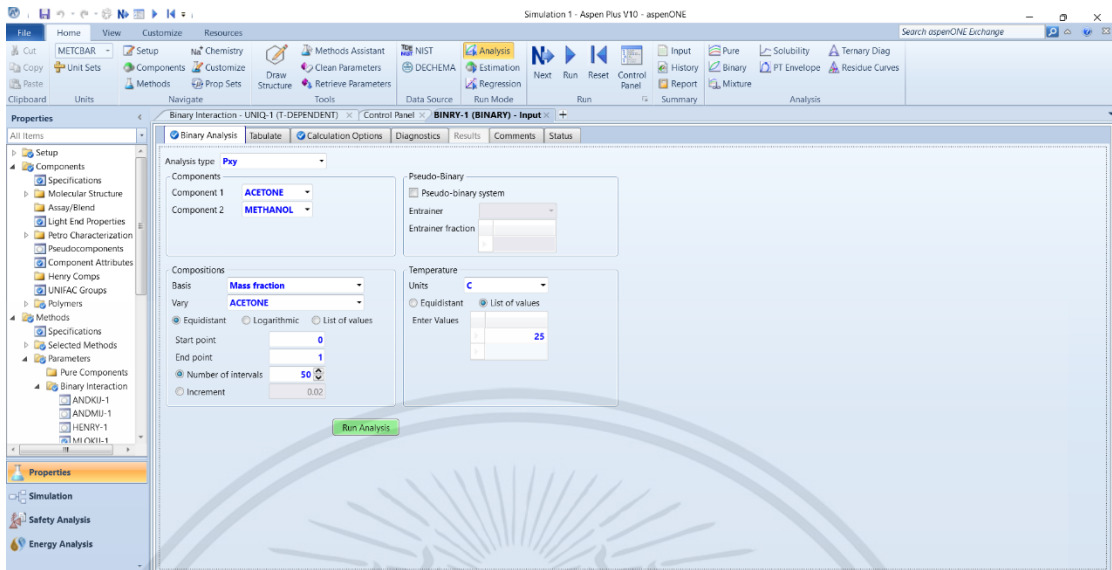 Simulation 1 - Aspen Plus V10 - aspenONE
File Home View Customize Resources Search aspenONE Exchange
Cut METCBAR Setup Na+ Chemistry Methods Assistant NIST Analysis Input Pure Solubility Ternary Diag
Copy Unit Sets Components Customize Draw Structure Clean Parameters DECHEMA Estimation Next Run Reset Control Panel History Binary PT Envelope Residue Curves
Paste Methods Prop Sets Retrieve Parameters Regression Report Mixture
Clipboard Units Navigate Tools Data Source Run Mode Run Summary Analysis
Properties Binary Interaction - UNIQ-1 (T-DEPENDENT) Control Panel BINRY-1 (BINARY) - Input
All Items Binary Analysis Tabulate Calculation Options Diagnostics Results Comments Status
Setup
Components
Specifications
Molecular Structure
Assay/Blend
Light End Properties
Petro Characterization
Pseudocomponents
Component Attributes
Henry Comps
UNIFAC Groups
Polymers
Methods
Specifications
Selected Methods
Parameters
Pure Components
Binary Interaction
ANDKIJ-1
ANDMIJ-1
HENRY-1
MLOKIJ-1
Properties
Simulation
Safety Analysis
Energy Analysis
Analysis type Pxy
Components
Component 1 ACETONE
Component 2 METHANOL
Pseudo-Binary
Pseudo-binary system
Entrainer
Entrainer fraction
Compositions
Basis Mass fraction
Vary ACETONE
Equidistant Logarithmic List of values
Start point 0
End point 1
Number of intervals 50
Increment 0.02
Temperature
Units C
Equidistant List of values
Enter Values
25
Run Analysis